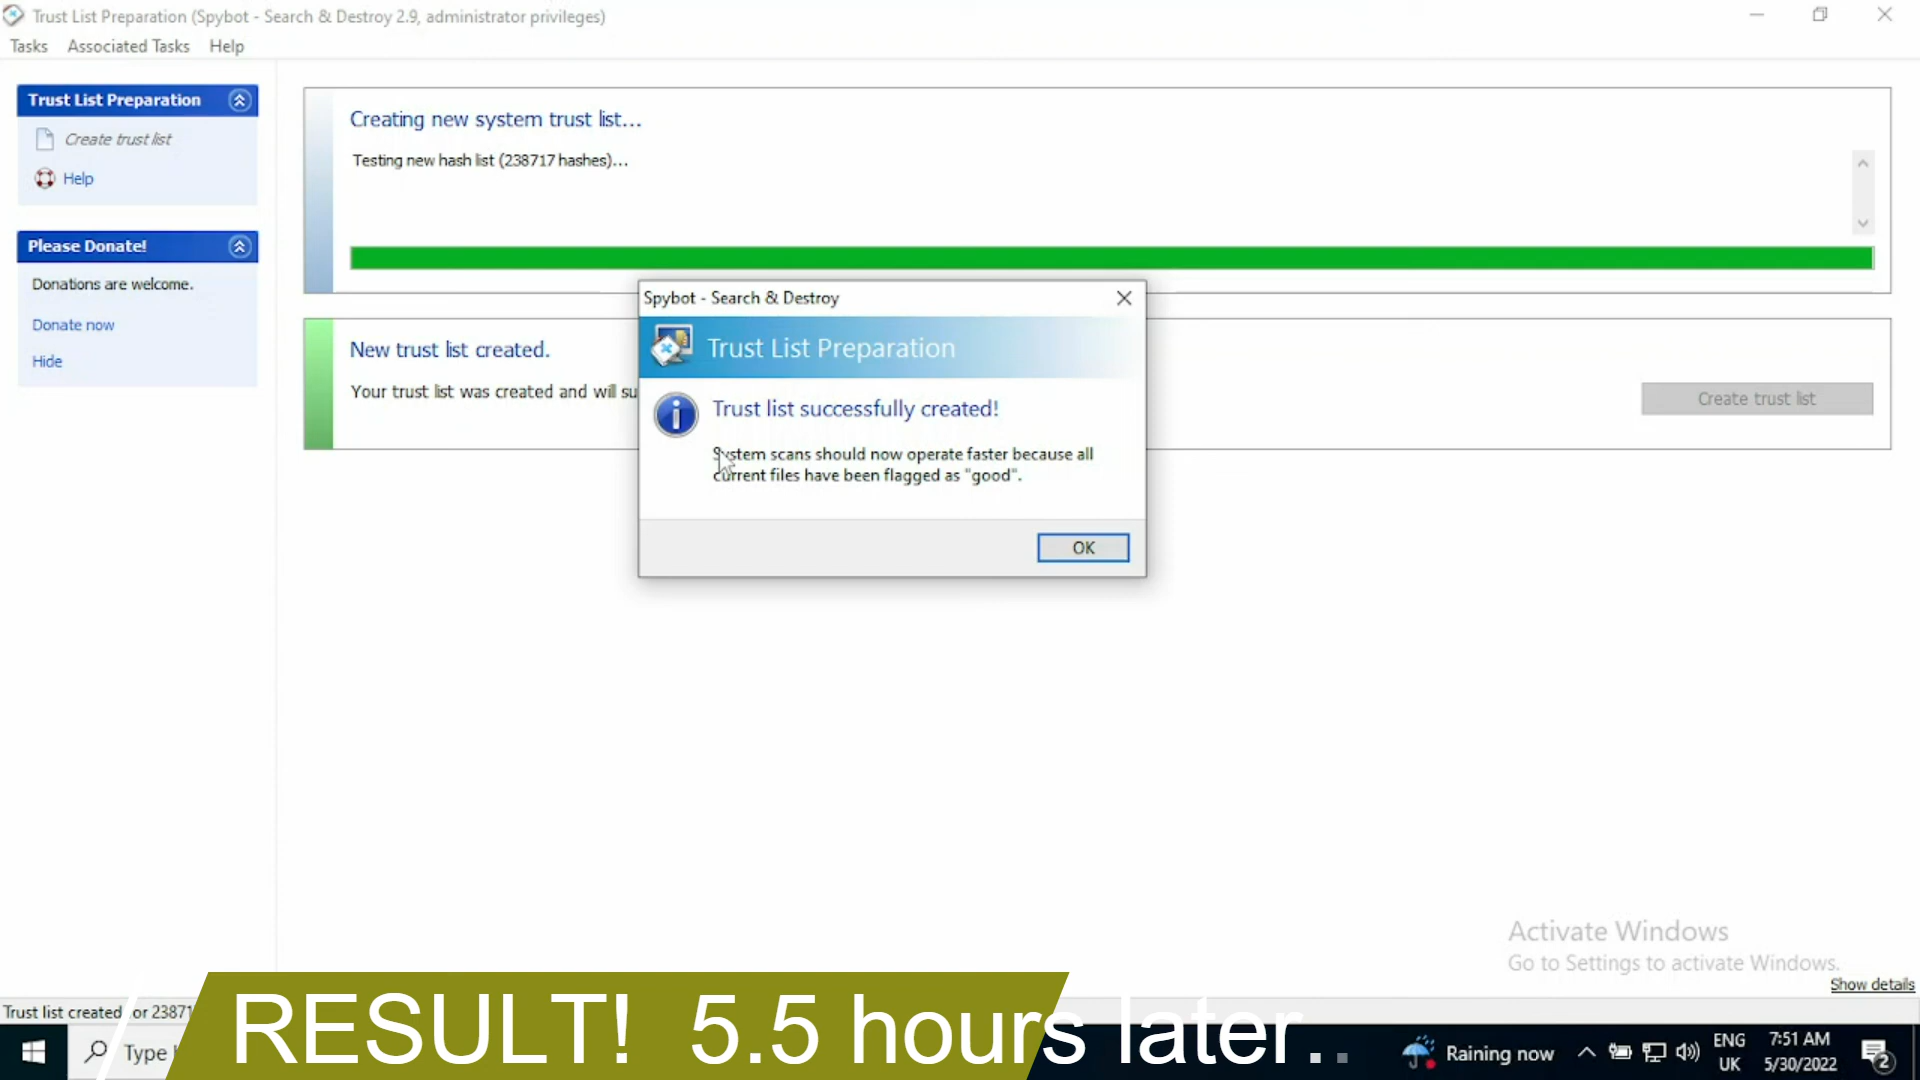 Trust List Preparation (Spybot - Search & Destroy 2.9, administrator privileges)
Tasks Associated Tasks Help
Trust List Preparation
Create trust list
Help
Please Donate!
Donations are welcome.
Donate now
Hide
Creating new system trust list...
Testing new hash list (238717 hashes)...
New trust list created.
Your trust list was created and will su
Create trust list
Spybot - Search & Destroy
Trust List Preparation
Trust list successfully created!
System scans should now operate faster because all
current files have been flagged as "good".
OK
Activate Windows
Go to Settings to activate Windows.
Show details
Trust list created or 23871
RESULT! 5.5 hours later..
Type
Raining now
ENG
UK
7:51 AM
5/30/2022
2